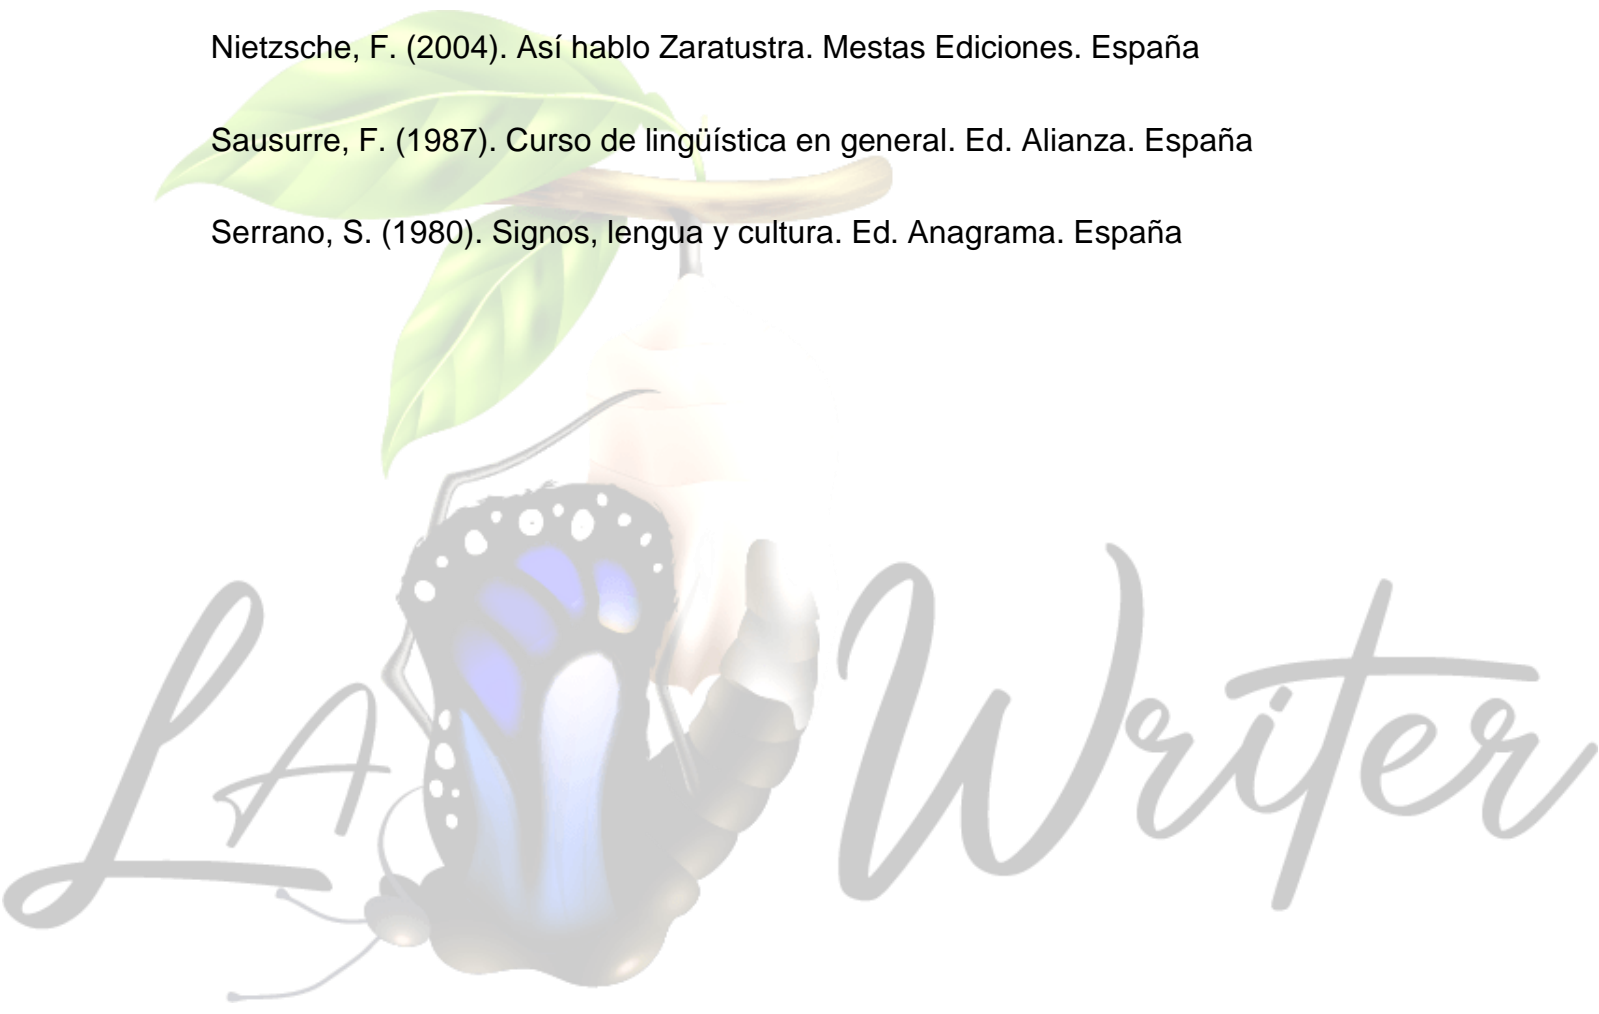 Nietzsche, F. (2004). Así hablo Zaratustra. Mestas Ediciones. España
Sausurre, F. (1987). Curso de lingüística en general. Ed. Alianza. España
Serrano, S. (1980). Signos, lengua y cultura. Ed. Anagrama. España
LA Writer